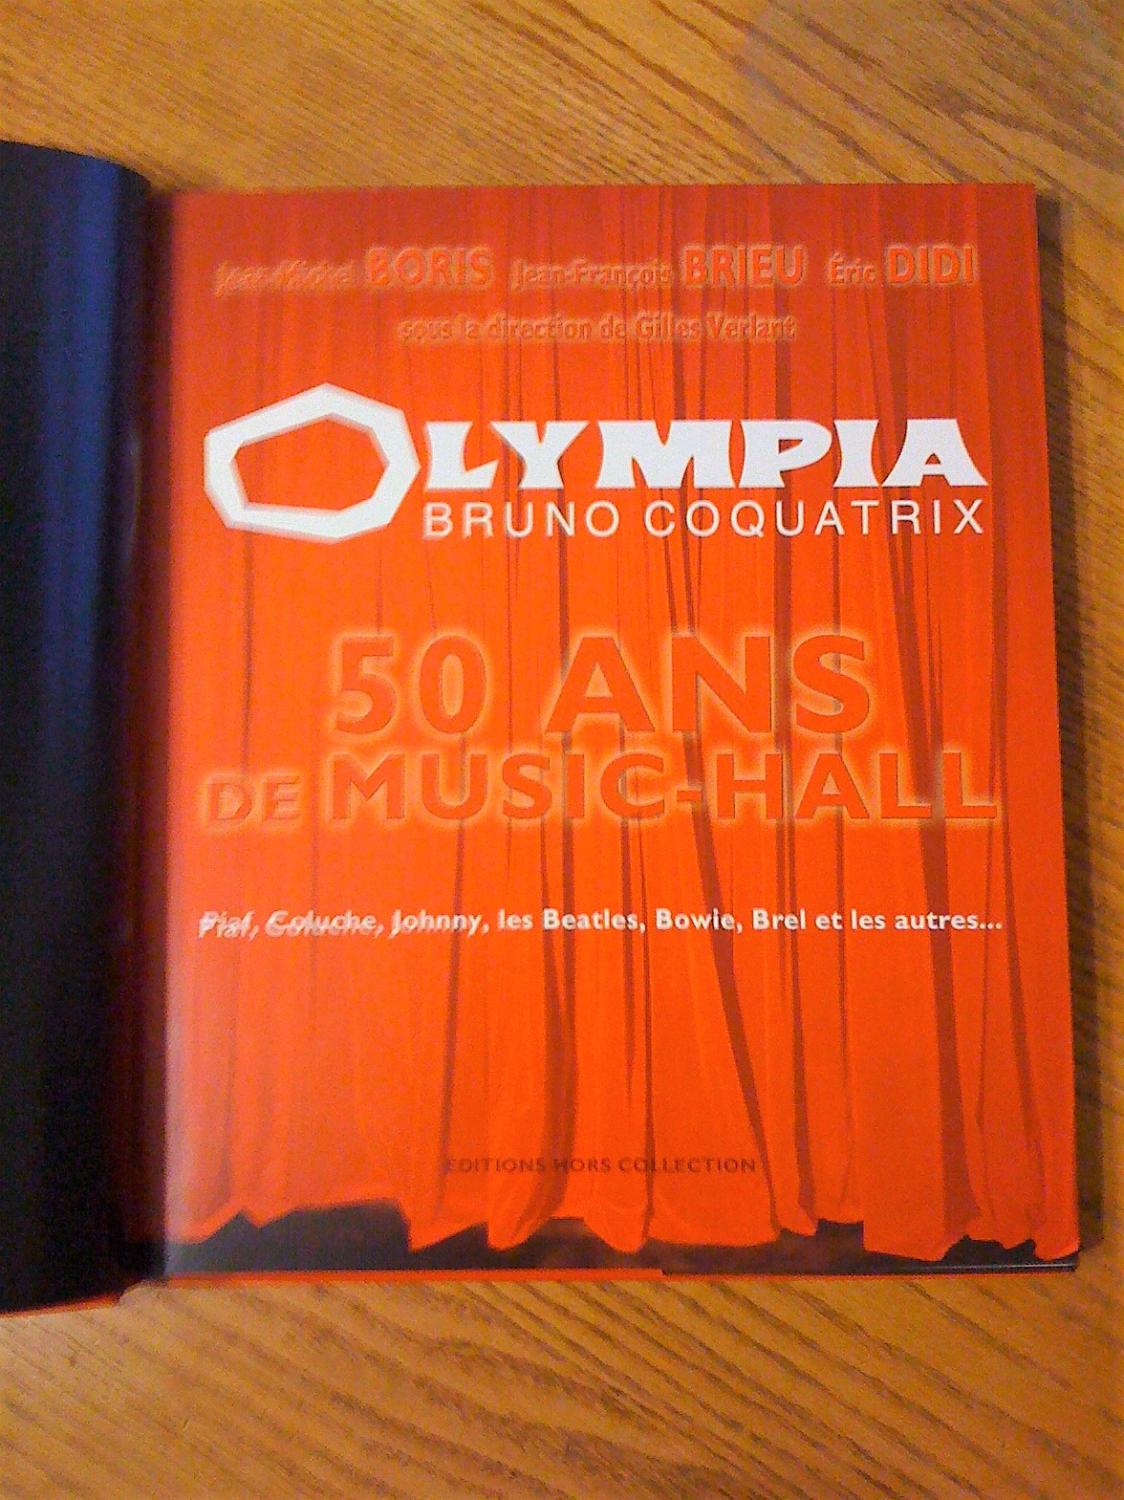 Jean-Michel BORIS Jean-François BRIEU Éric DIDI
sous la direction de Gilles Verlant
OLYMPIA
BRUNO COQUATRIX
50 ANS
DE MUSIC-HALL
Piaf, Coluche, Johnny, les Beatles, Bowie, Brel et les autres...
EDITIONS HORS COLLECTION